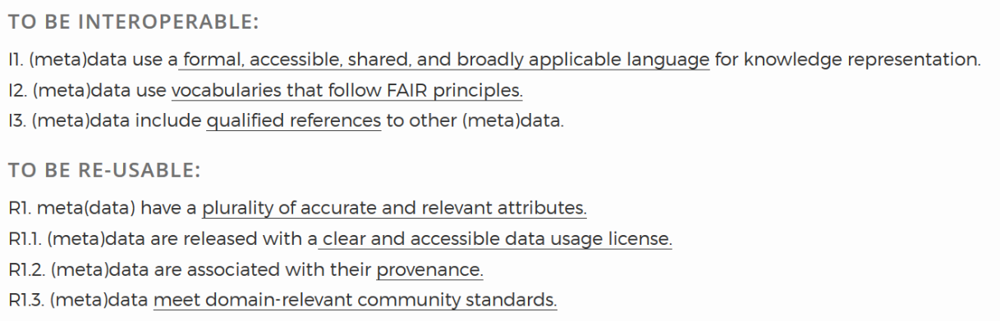 TO BE INTEROPERABLE:
I1. (meta)data use a formal, accessible, shared, and broadly applicable language for knowledge representation.
I2. (meta)data use vocabularies that follow FAIR principles.
I3. (meta)data include qualified references to other (meta)data.
TO BE RE-USABLE:
R1. meta(data) have a plurality of accurate and relevant attributes.
R1.1. (meta)data are released with a clear and accessible data usage license.
R1.2. (meta)data are associated with their provenance.
R1.3. (meta)data meet domain-relevant community standards.